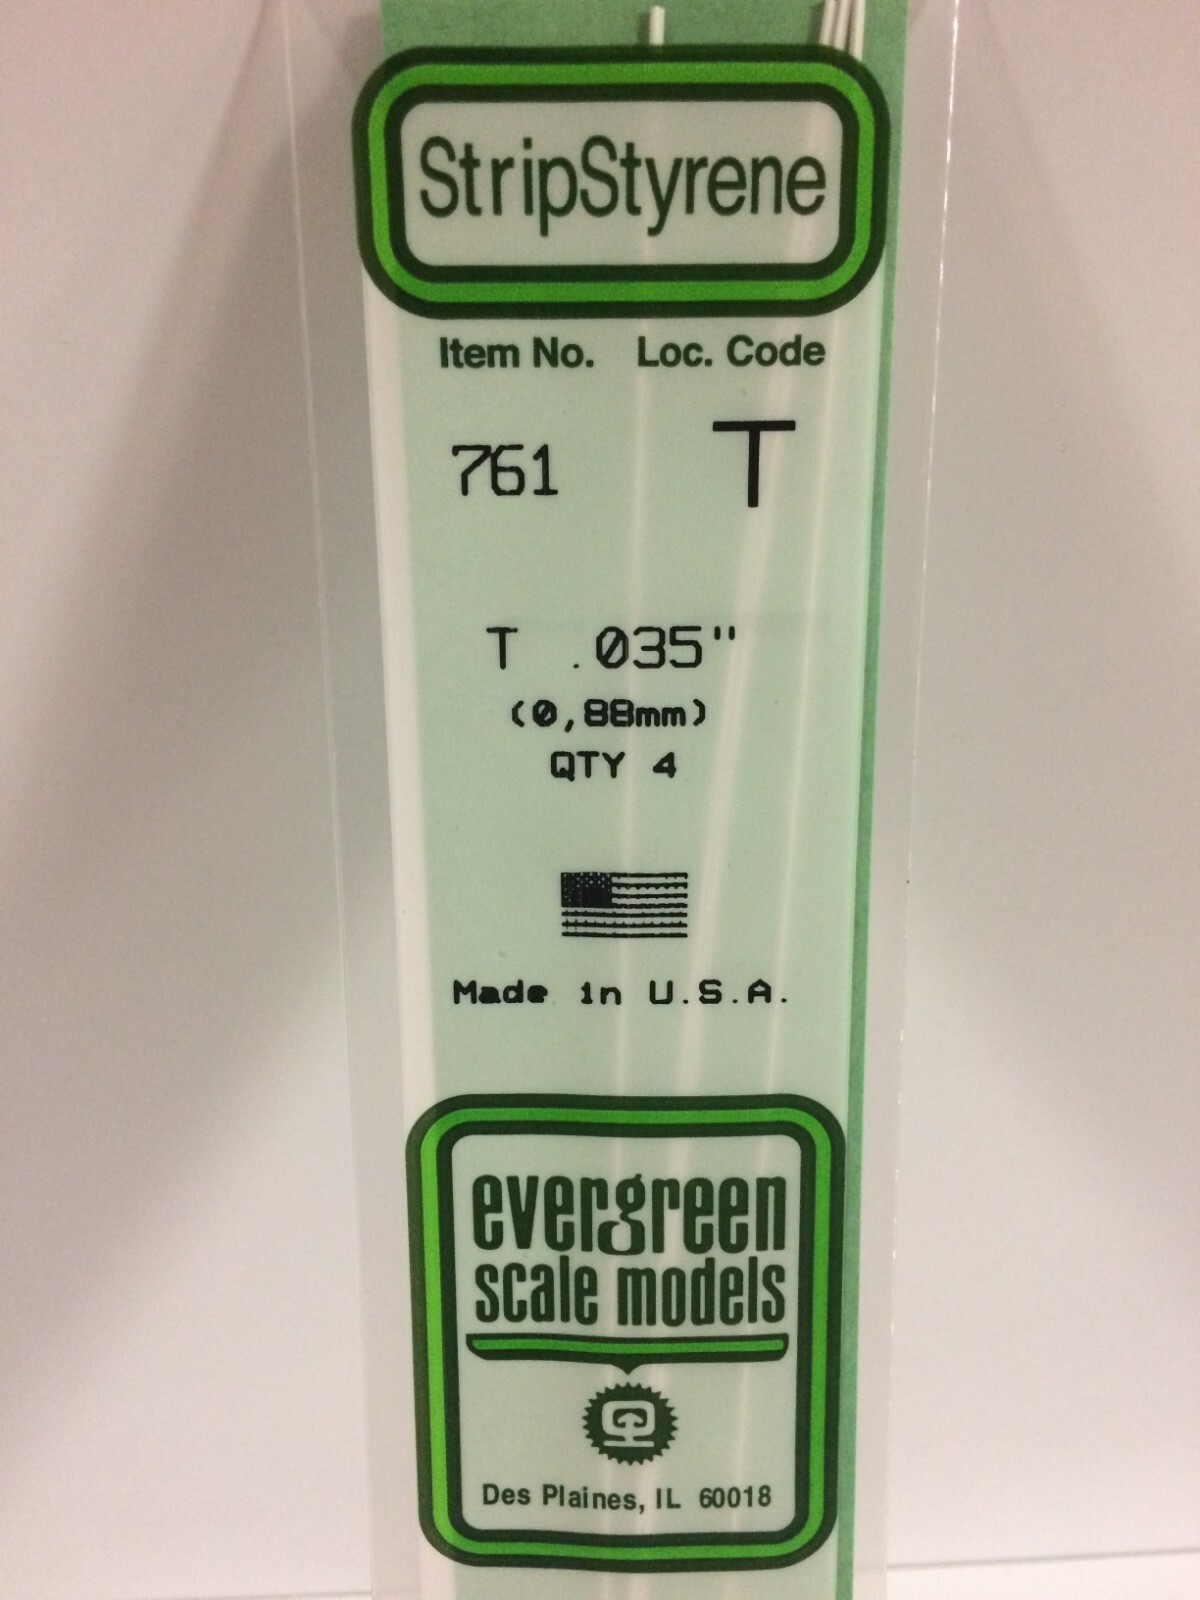 StripStyrene
Item No. Loc. Code
761 T
T .035"
(0,88mm)
QTY 4
Made in U.S.A.
evergreen
scale models
Des Plaines, IL 60018